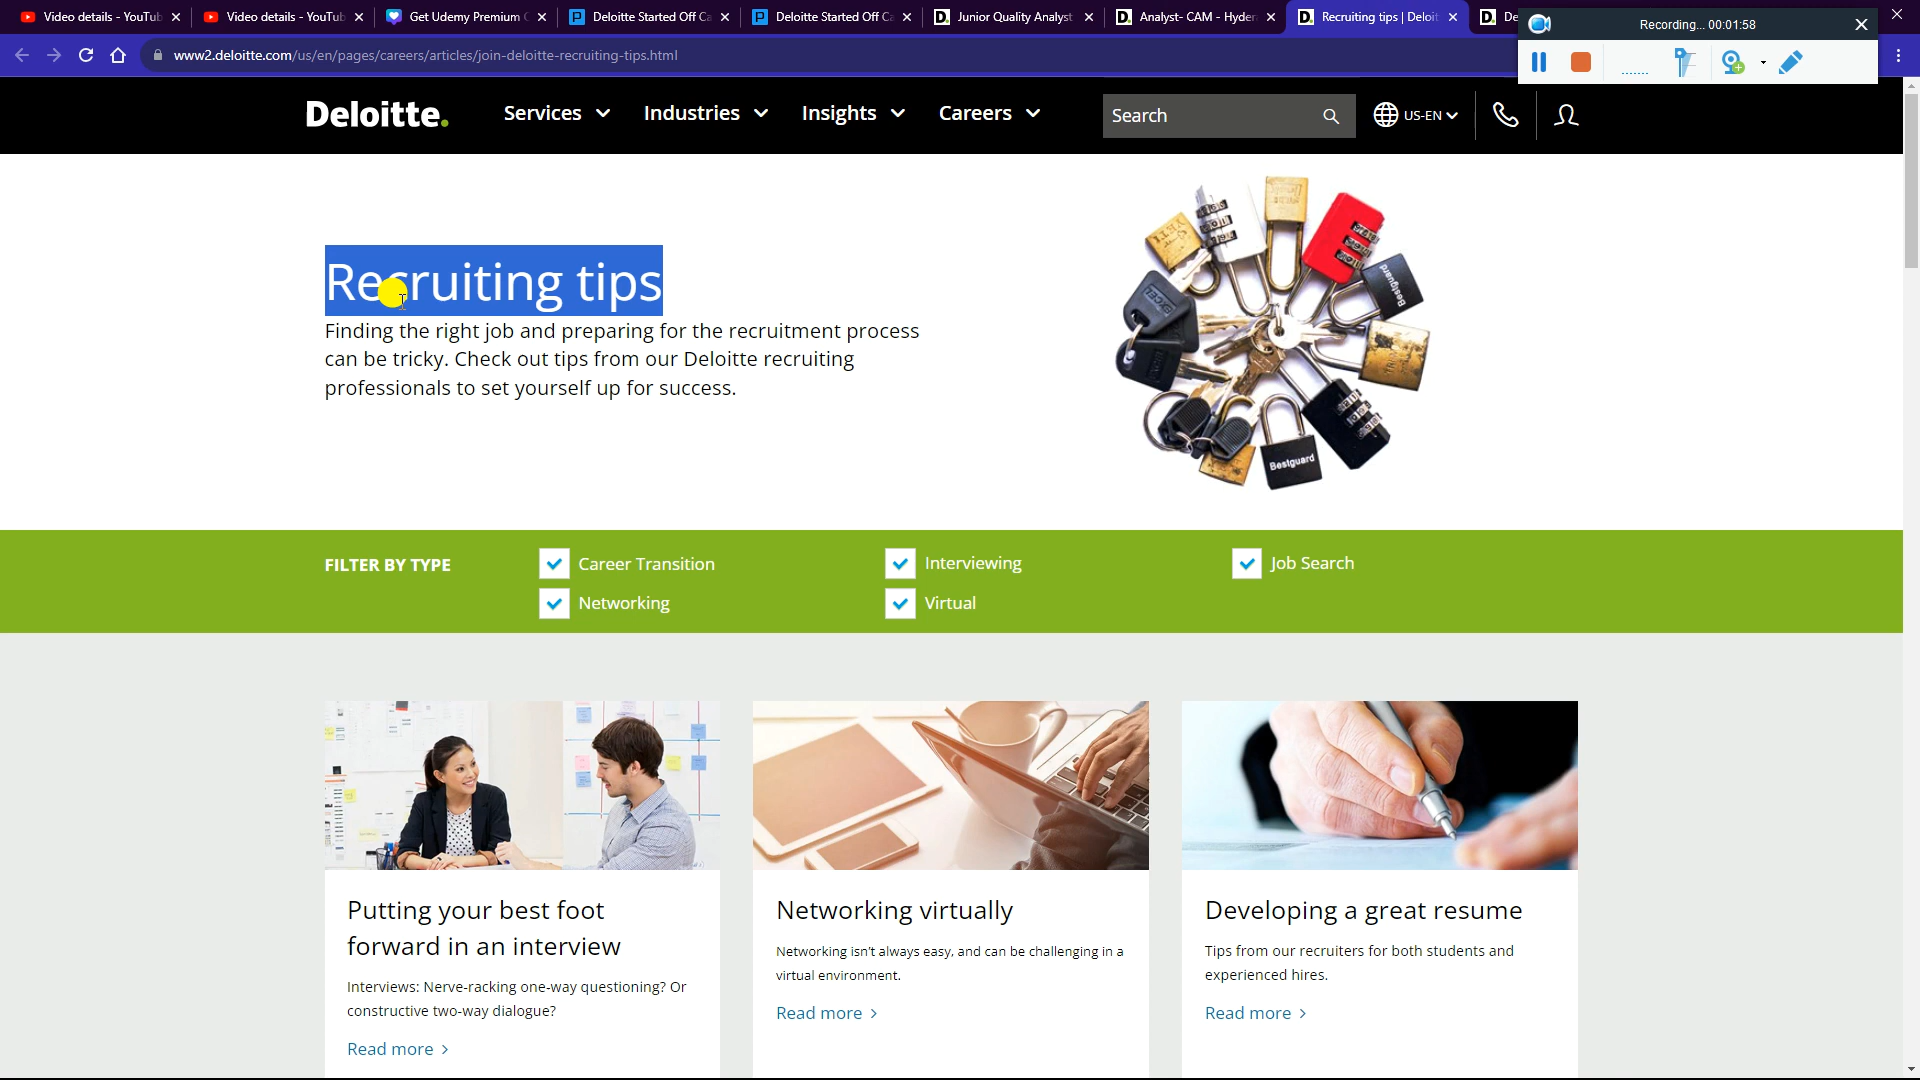 Video details - YouTub
Video details - YouTub
Get Udemy Premium
Deloitte Started Off Ca
Deloitte Started Off Ca
Junior Quality Analyst
Analyst- CAM - Hyder
Recruiting tips | Deloit
De
Recording... 00:01:58
www2.deloitte.com/us/en/pages/careers/articles/join-deloitte-recruiting-tips.html
Deloitte.
Services
Industries
Insights
Careers
Search
US-EN
Recruiting tips
Finding the right job and preparing for the recruitment process
can be tricky. Check out tips from our Deloitte recruiting
professionals to set yourself up for success.
Bestguard
Bestguard
FILTER BY TYPE
Career Transition
Interviewing
Job Search
Networking
Virtual
Putting your best foot
forward in an interview
Interviews: Nerve-racking one-way questioning? Or
constructive two-way dialogue?
Read more >
Networking virtually
Networking isn't always easy, and can be challenging in a
virtual environment.
Read more >
Developing a great resume
Tips from our recruiters for both students and
experienced hires.
Read more >